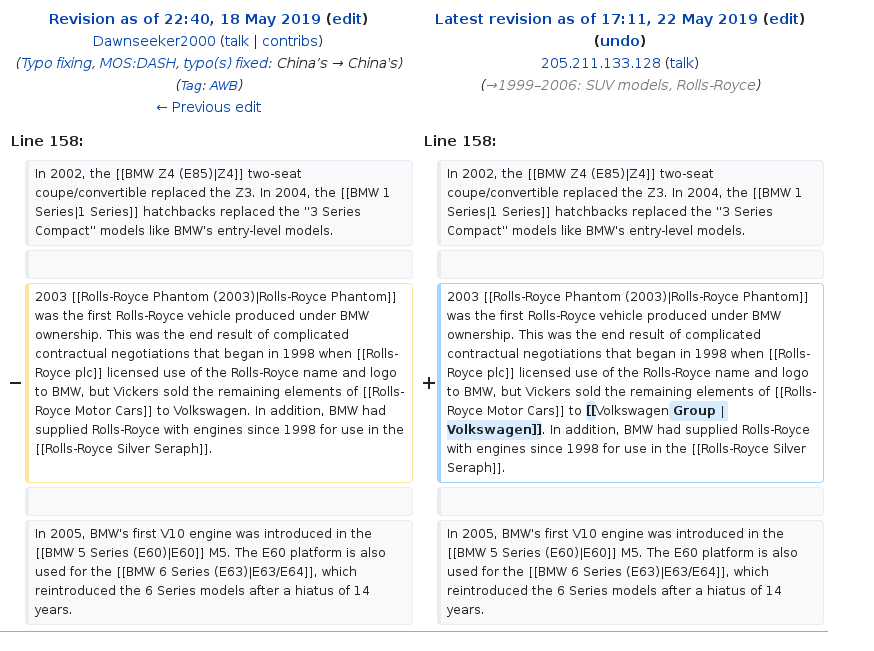 Revision as of 22:40, 18 May 2019 (edit)
Dawnseeker2000 (talk | contribs)
(Typo fixing, MOS:DASH, typo(s) fixed: China’s → China's)
(Tag: AWB)
← Previous edit
Latest revision as of 17:11, 22 May 2019 (edit)
(undo)
205.211.133.128 (talk)
(→1999–2006: SUV models, Rolls-Royce)
Line 158:
Line 158:
In 2002, the [[BMW Z4 (E85)|Z4]] two-seat
coupe/convertible replaced the Z3. In 2004, the [[BMW 1
Series|1 Series]] hatchbacks replaced the ''3 Series
Compact'' models like BMW's entry-level models.
In 2002, the [[BMW Z4 (E85)|Z4]] two-seat
coupe/convertible replaced the Z3. In 2004, the [[BMW 1
Series|1 Series]] hatchbacks replaced the ''3 Series
Compact'' models like BMW's entry-level models.
−
2003 [[Rolls-Royce Phantom (2003)|Rolls-Royce Phantom]]
was the first Rolls-Royce vehicle produced under BMW
ownership. This was the end result of complicated
contractual negotiations that began in 1998 when [[Rolls-
Royce plc]] licensed use of the Rolls-Royce name and logo
to BMW, but Vickers sold the remaining elements of [[Rolls-
Royce Motor Cars]] to Volkswagen. In addition, BMW had
supplied Rolls-Royce with engines since 1998 for use in the
[[Rolls-Royce Silver Seraph]].
+
2003 [[Rolls-Royce Phantom (2003)|Rolls-Royce Phantom]]
was the first Rolls-Royce vehicle produced under BMW
ownership. This was the end result of complicated
contractual negotiations that began in 1998 when [[Rolls-
Royce plc]] licensed use of the Rolls-Royce name and logo
to BMW, but Vickers sold the remaining elements of [[Rolls-
Royce Motor Cars]] to [[Volkswagen Group |
Volkswagen]]. In addition, BMW had supplied Rolls-Royce
with engines since 1998 for use in the [[Rolls-Royce Silver
Seraph]].
In 2005, BMW's first V10 engine was introduced in the
[[BMW 5 Series (E60)|E60]] M5. The E60 platform is also
used for the [[BMW 6 Series (E63)|E63/E64]], which
reintroduced the 6 Series models after a hiatus of 14
years.
In 2005, BMW's first V10 engine was introduced in the
[[BMW 5 Series (E60)|E60]] M5. The E60 platform is also
used for the [[BMW 6 Series (E63)|E63/E64]], which
reintroduced the 6 Series models after a hiatus of 14
years.